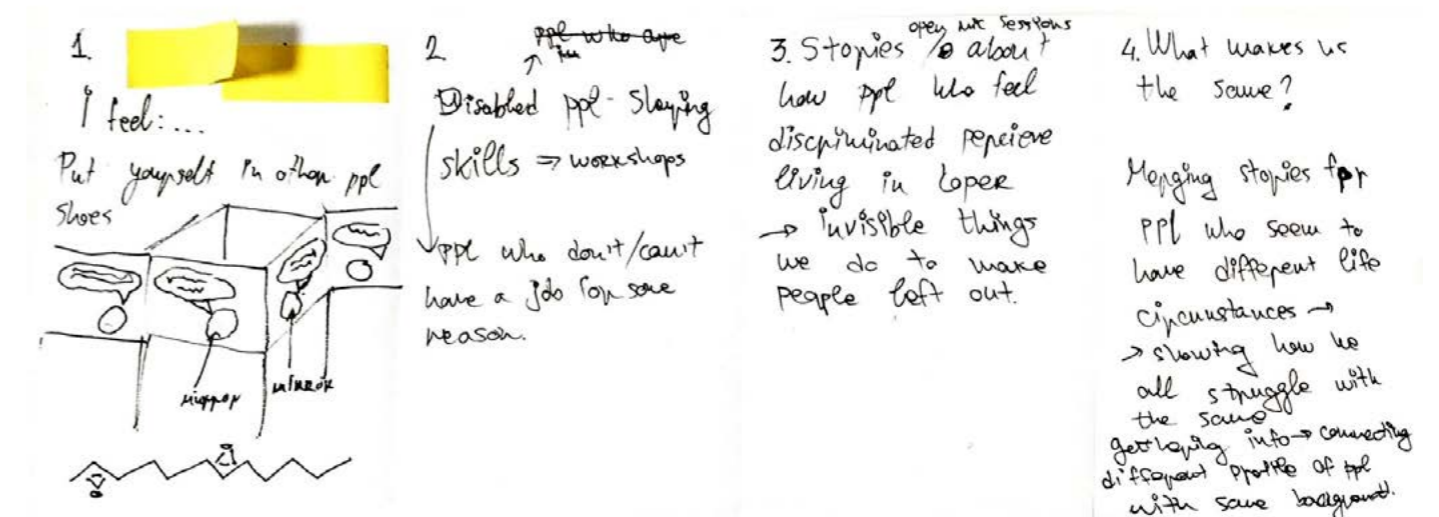 1.
I feel:...
Put yourself in other ppl
shoes
mirror
mirror
2
ppl who are
in
Disabled ppl - Sharing
skills ⇒ workshops
ppl who don't/can't
have a job for some
reason.
open mic sessions
3. Stories / about
how ppl who feel
discriminated percieve
living in
→ invisible things
we do to make
people left out.
4. What makes us
the same?
Merging stories for
ppl who seem to
have different life
circumstances →
→ showing how we
all struggle with
the same
info → connecting
different profile of ppl
with same background.